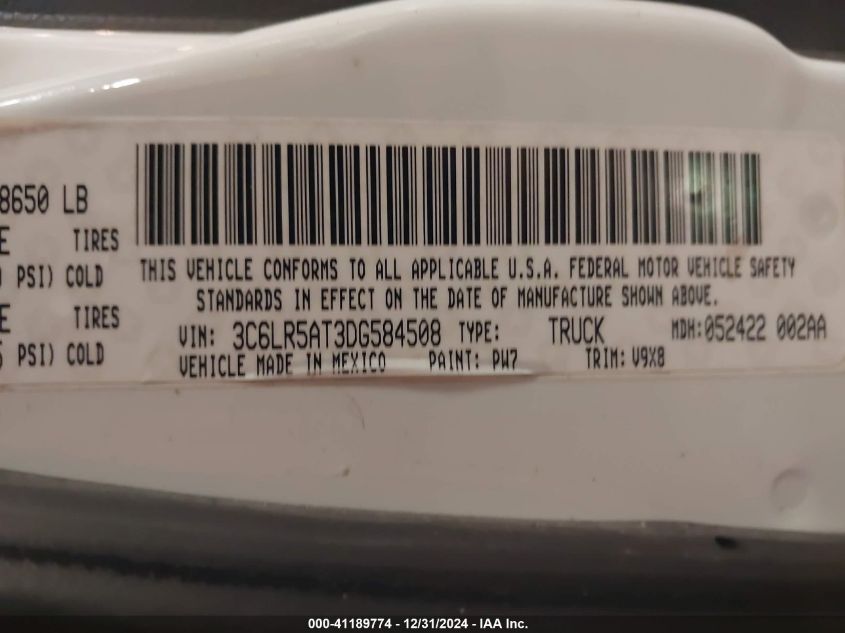 8650 LB
E TIRES
PSI) COLD
E TIRES
PSI) COLD
THIS VEHICLE CONFORMS TO ALL APPLICABLE U.S.A. FEDERAL MOTOR VEHICLE SAFETY
STANDARDS IN EFFECT ON THE DATE OF MANUFACTURE SHOWN ABOVE.
VIN: 3C6LR5AT3DG584508 TYPE: TRUCK MDH:052422 002AA
VEHICLE MADE IN MEXICO PAINT: PW7 TRIM: V9X8
000-41189774 - 12/31/2024 - IAA Inc.